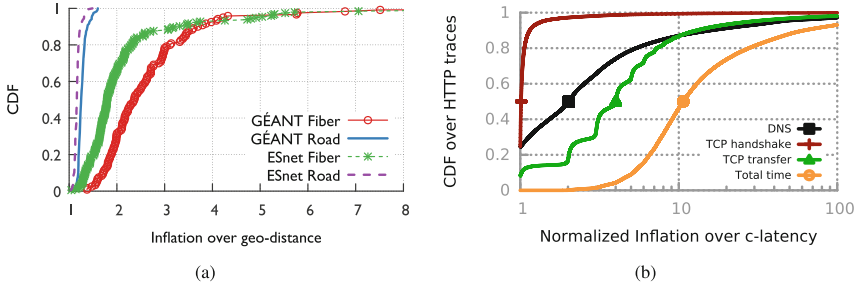 1
0.8
0.6
0.4
0.2
0
CDF
1
2
3
4
5
6
7
8
Inflation over geo-distance
GÉANT Fiber
GÉANT Road
ESnet Fiber
ESnet Road
(a)
1
0.8
0.6
0.4
0.2
0
CDF over HTTP traces
1
10
100
Normalized Inflation over c-latency
DNS
TCP handshake
TCP transfer
Total time
(b)